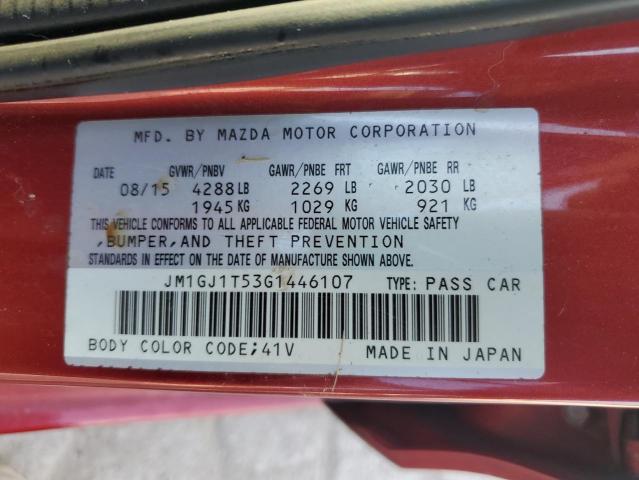 MFD. BY MAZDA MOTOR CORPORATION
DATE GVWR/PNBV GAWR/PNBE FRT GAWR/PNBE RR
08/15 4288 LB 2269 LB 2030 LB
1945 KG 1029 KG 921 KG
THIS VEHICLE CONFORMS TO ALL APPLICABLE FEDERAL MOTOR VEHICLE SAFETY
,BUMPER,AND THEFT PREVENTION
STANDARDS IN EFFECT ON THE DATE OF MANUFACTURE SHOWN ABOVE.
JM1GJ1T53G1446107 TYPE: PASS CAR
BODY COLOR CODE;41V MADE IN JAPAN